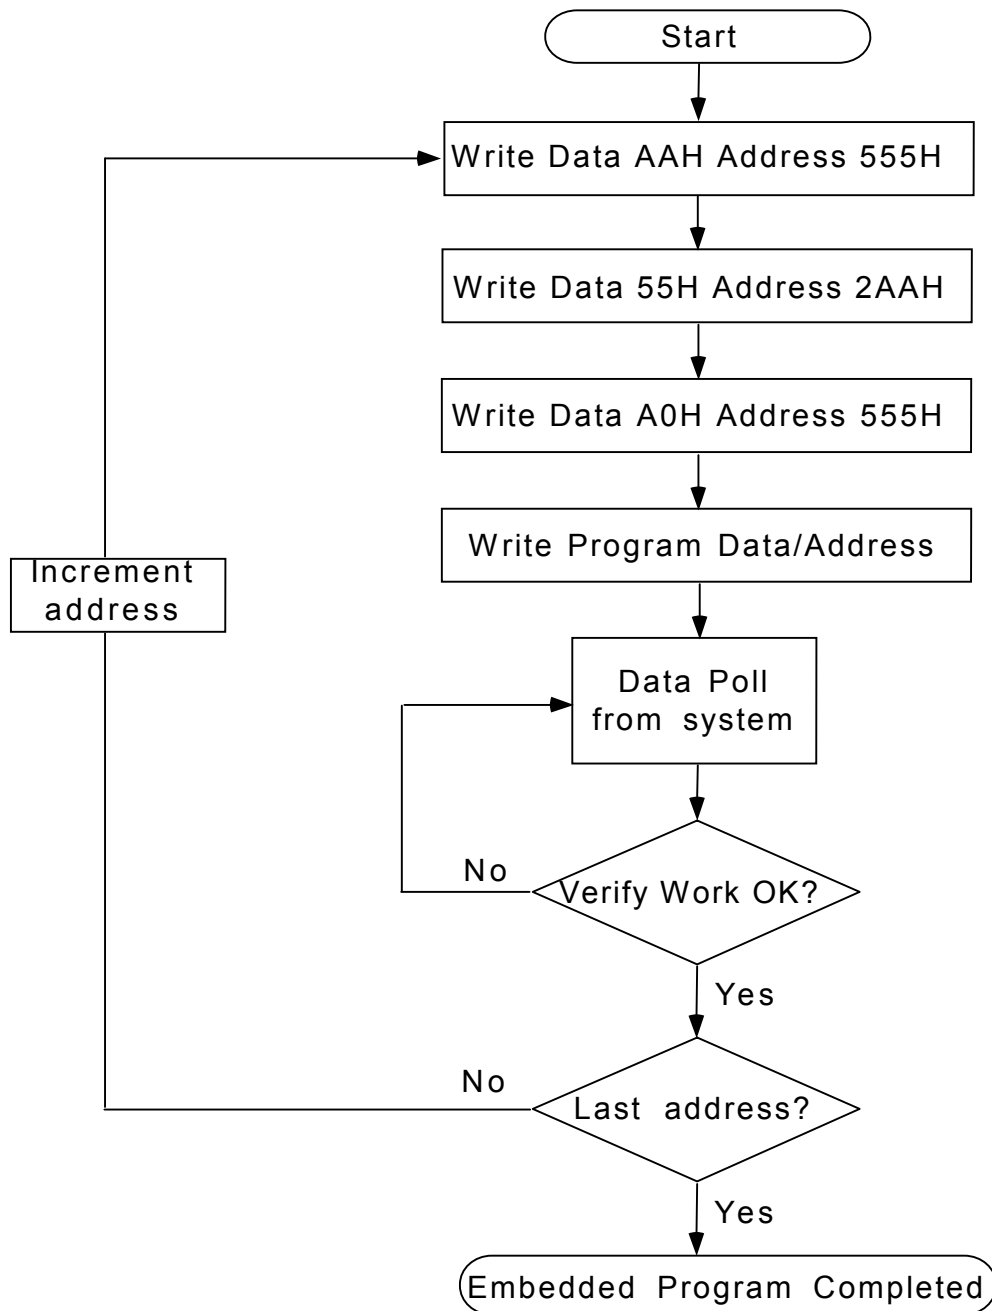 Start
Write Data AAH Address 555H
Write Data 55H Address 2AAH
Write Data A0H Address 555H
Write Program Data/Address
Increment
address
Data Poll
from system
No
Verify Work OK?
Yes
No
Last address?
Yes
Embedded Program Completed